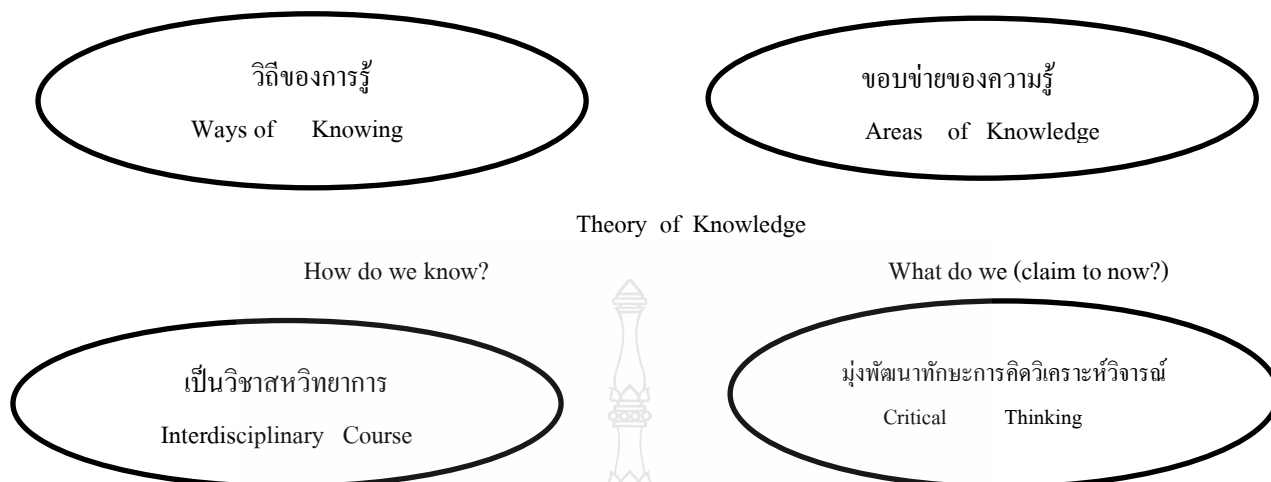 วิถีของการรู้
Ways of Knowing
ขอบข่ายของความรู้
Areas of Knowledge
Theory of Knowledge
How do we know?
What do we (claim to now?)
เป็นวิชาสหวิทยาการ
Interdisciplinary Course
มุ่งพัฒนาทักษะการคิดวิเคราะห์วิจารณ์
Critical Thinking